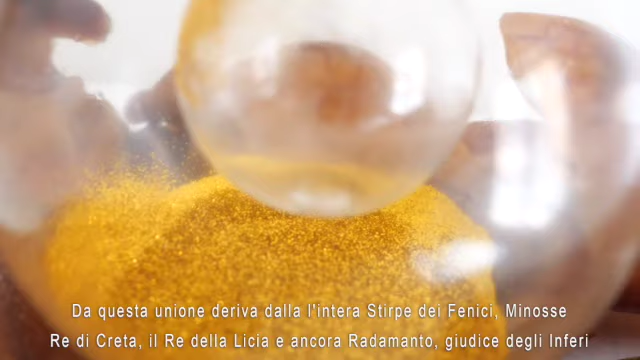 Da questa unione deriva dalla l'intera Stirpe dei Fenici, Minosse
Re di Creta, il Re della Licia e ancora Radamanto, giudice degli Inferi